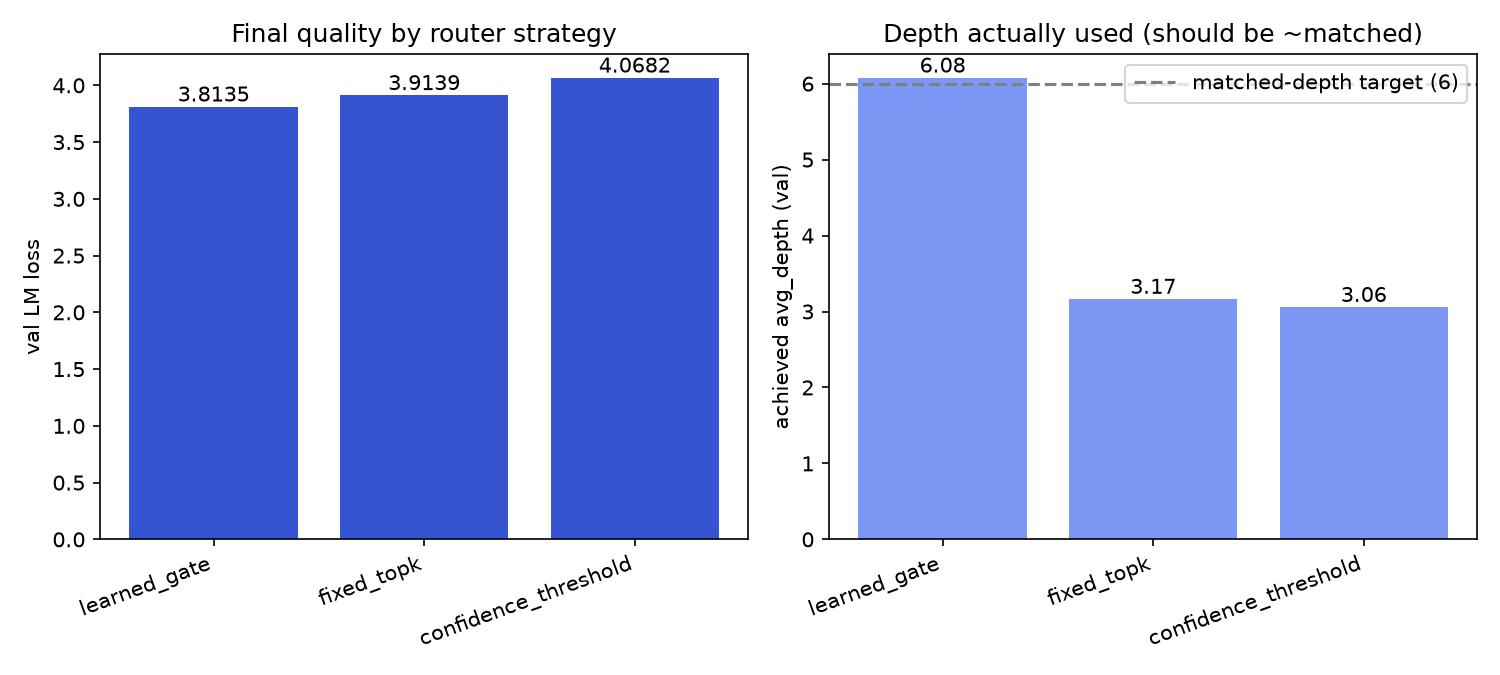 Final quality by router strategy
val LM loss
4.0
3.5
3.0
2.5
2.0
1.5
1.0
0.5
0.0
3.8135
3.9139
4.0682
learned_gate
fixed_topk
confidence_threshold
Depth actually used (should be ~matched)
achieved avg_depth (val)
6
5
4
3
2
1
0
6.08
3.17
3.06
matched-depth target (6)
learned_gate
fixed_topk
confidence_threshold